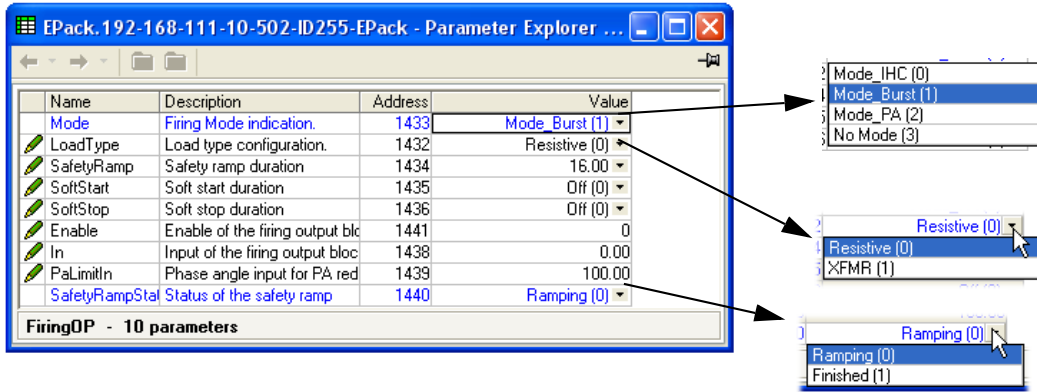 EPack.192-168-111-10-502-ID255-EPack - Parameter Explorer ...
Name Description Address Value
Mode Firing Mode indication. 1433 Mode_Burst (1)
LoadType Load type configuration. 1432 Resistive (0)
SafetyRamp Safety ramp duration 1434 16.00
SoftStart Soft start duration 1435 Off (0)
SoftStop Soft stop duration 1436 Off (0)
Enable Enable of the firing output bloc 1441 0
In Input of the firing output bloc 1438 0.00
PaLimitIn Phase angle input for PA red 1439 100.00
SafetyRampStat Status of the safety ramp 1440 Ramping (0)
FiringOP - 10 parameters
Mode_IHC (0)
Mode_Burst (1)
Mode_PA (2)
No Mode (3)
Resistive (0)
Resistive (0)
XFMR (1)
Ramping (0)
Ramping (0)
Finished (1)